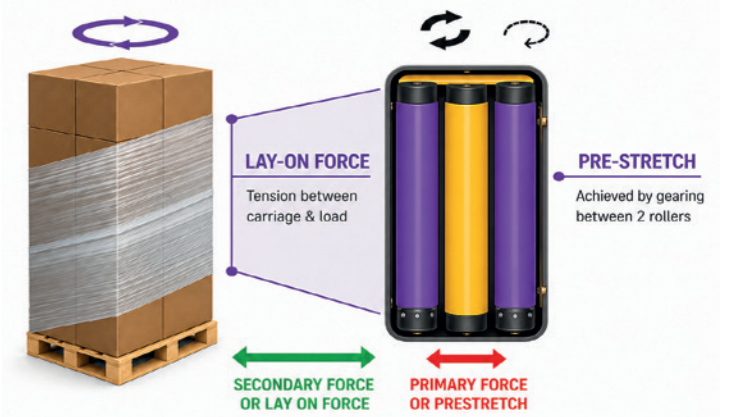 LAY-ON FORCE
Tension between
carriage & load
PRE-STRETCH
Achieved by gearing
between 2 rollers
SECONDARY FORCE
OR LAY ON FORCE
PRIMARY FORCE
OR PRESTRETCH